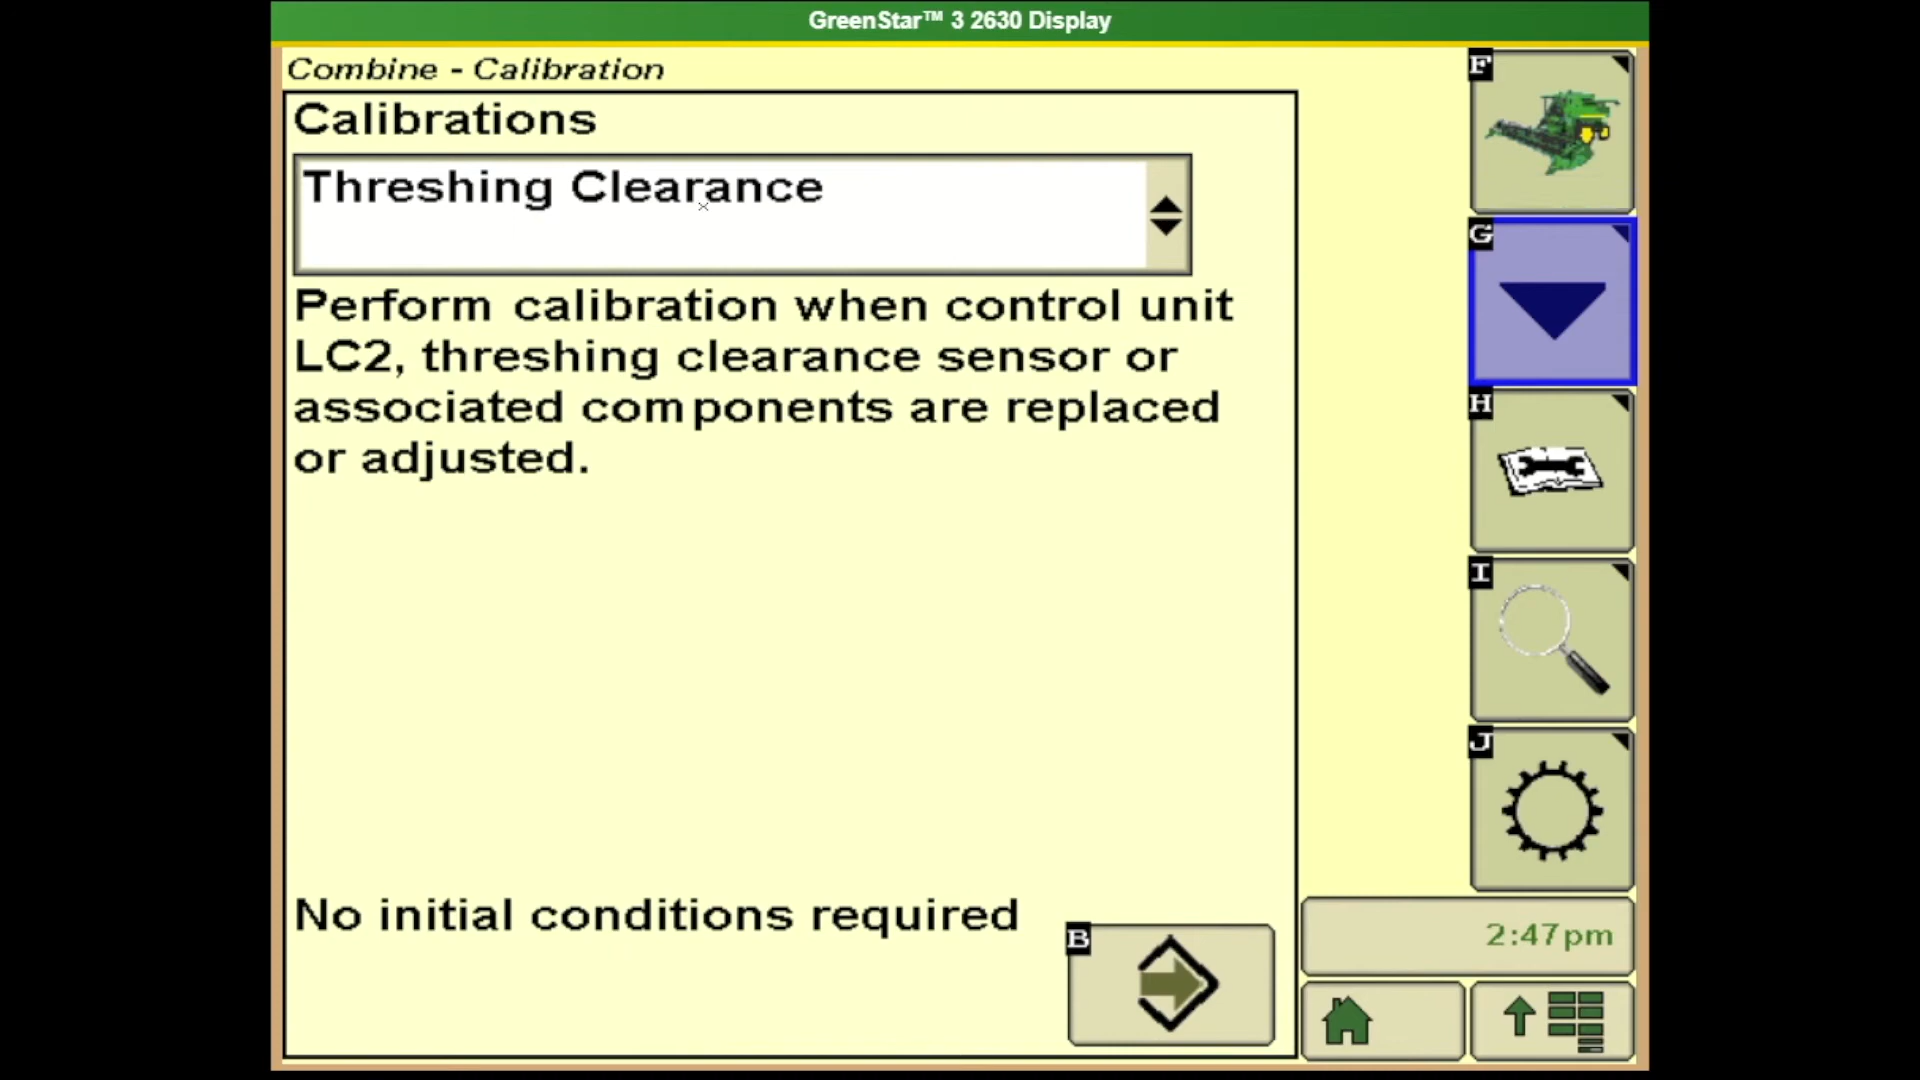 GreenStar™ 3 2630 Display
Combine - Calibration
Calibrations
Threshing Clearance
Perform calibration when control unit
LC2, threshing clearance sensor or
associated components are replaced
or adjusted.
No initial conditions required
B
F
G
H
I
J
2:47pm